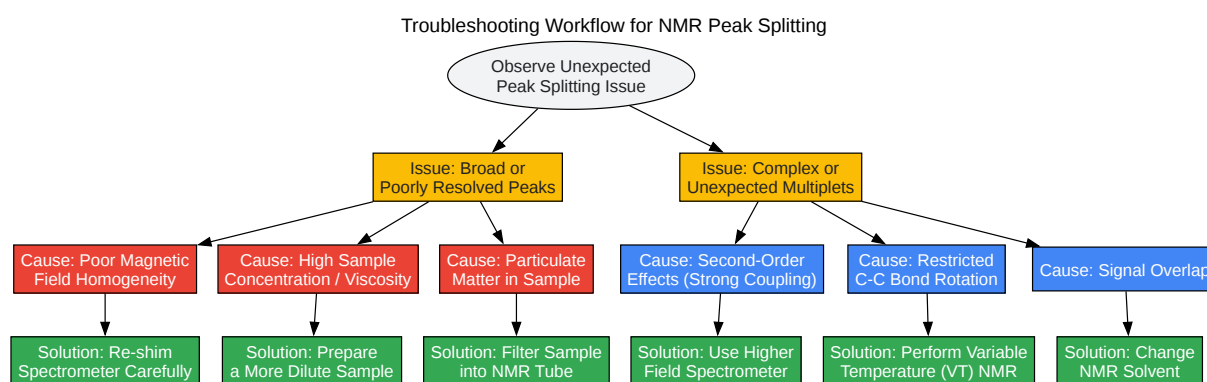 Troubleshooting Workflow for NMR Peak Splitting
Observe Unexpected
Peak Splitting Issue
Issue: Broad or
Poorly Resolved Peaks
Issue: Complex or
Unexpected Multiplets
Cause: Poor Magnetic
Field Homogeneity
Cause: High Sample
Concentration / Viscosity
Cause: Particulate
Matter in Sample
Cause: Second-Order
Effects (Strong Coupling)
Cause: Restricted
C-C Bond Rotation
Cause: Signal Overlap
Solution: Re-shim
Spectrometer Carefully
Solution: Prepare
a More Dilute Sample
Solution: Filter Sample
into NMR Tube
Solution: Use Higher
Field Spectrometer
Solution: Perform Variable
Temperature (VT) NMR
Solution: Change
NMR Solvent